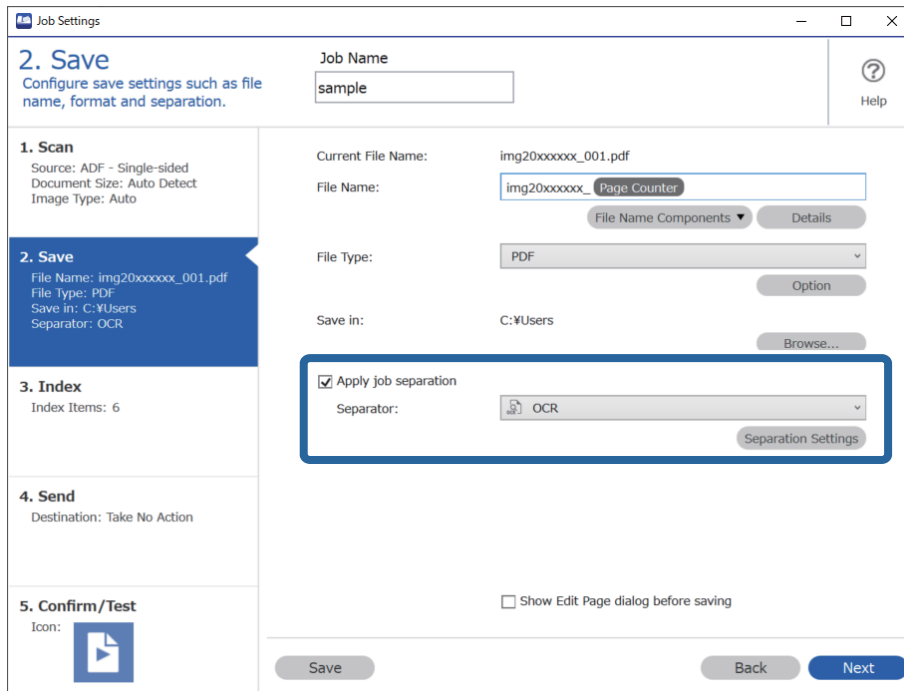 Job Settings
2. Save
Configure save settings such as file
name, format and separation.
Job Name
sample
Help
1. Scan
Source: ADF - Single-sided
Document Size: Auto Detect
Image Type: Auto
2. Save
File Name: img20xxxxxx_001.pdf
File Type: PDF
Save in: C:¥Users
Separator: OCR
3. Index
Index Items: 6
4. Send
Destination: Take No Action
5. Confirm/Test
Icon:
Current File Name: img20xxxxxx_001.pdf
File Name: img20xxxxxx_ Page Counter
File Name Components Details
File Type: PDF
Option
Save in: C:¥Users
Browse...
Apply job separation
Separator: OCR
Separation Settings
Show Edit Page dialog before saving
Save Back Next